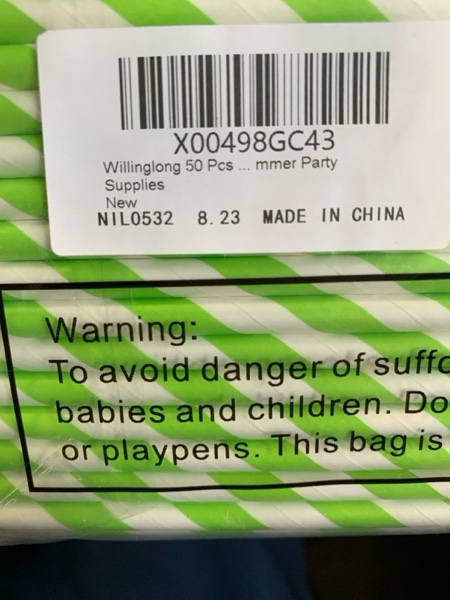 X00498GC43
Willinglong 50 Pcs ... mmer Party
Supplies
New
NIL0532 8.23 MADE IN CHINA
Warning:
To avoid danger of suffo
babies and children. Do
or playpens. This bag is